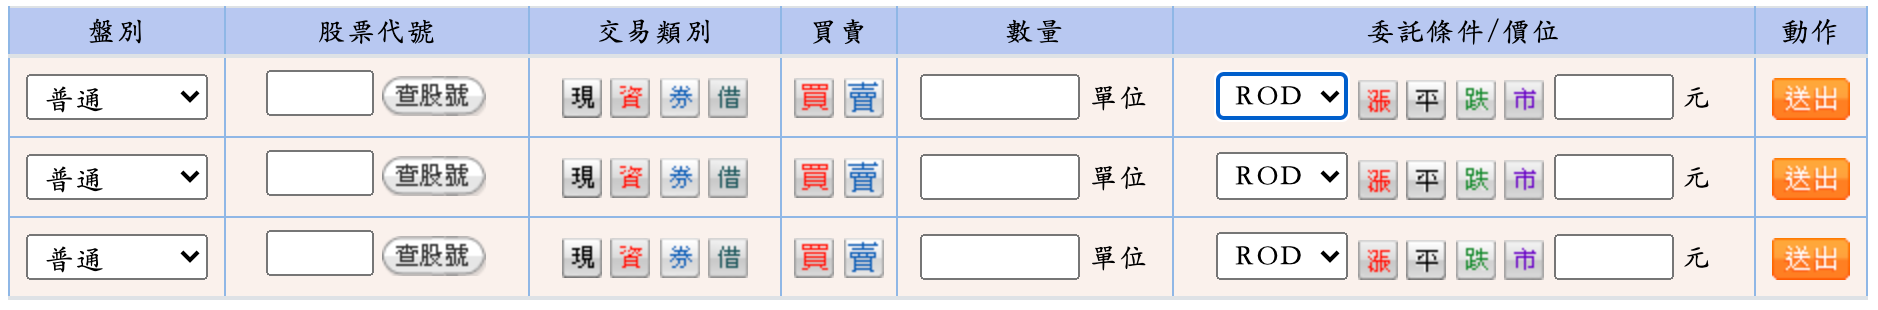 盤別 股票代號 交易類別 買賣 數量 委託條件/價位 動作
普通 查股號 現 資 券 借 買 賣 單位 ROD 漲 平 跌 市 元 送出
普通 查股號 現 資 券 借 買 賣 單位 ROD 漲 平 跌 市 元 送出
普通 查股號 現 資 券 借 買 賣 單位 ROD 漲 平 跌 市 元 送出